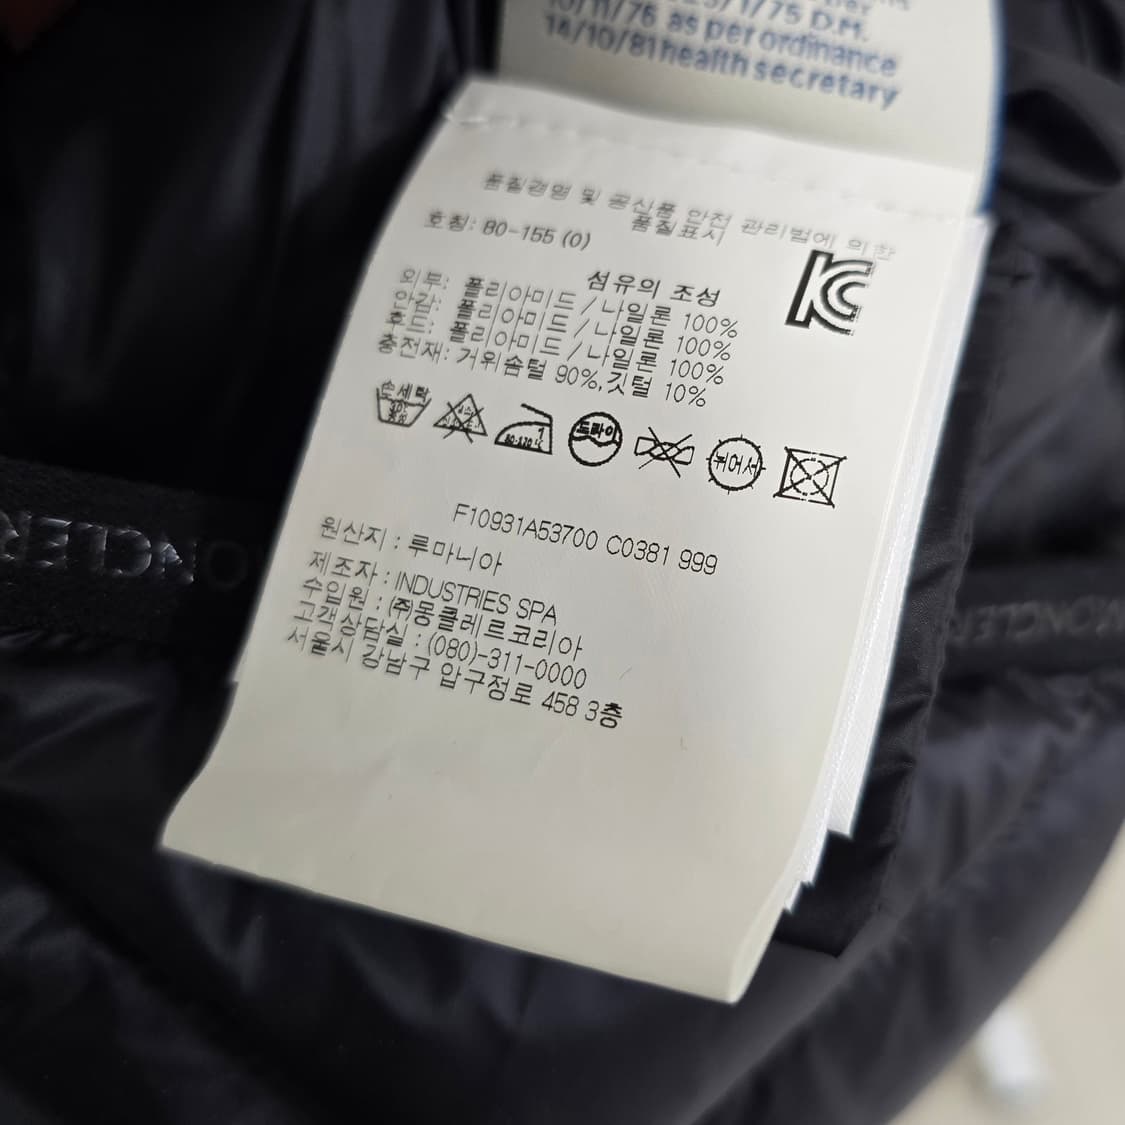 /1/75 D.M.
10/11/76 as per ordinance
14/10/81 health secretary
품질경영 및 공산품 안전 관리법에 의한
품질표시
호칭: 80-155 (0)
섬유의 조성
외부: 폴리아미드/나일론 100%
안감: 폴리아미드/나일론 100%
후드: 폴리아미드/나일론 100%
충전재: 거위솜털 90%, 깃털 10%
손세탁
80-120℃
드라이
뉘어서
F10931A53700 C0381 999
원산지 : 루마니아
제조자 : INDUSTRIES SPA
수입원 : (주)몽클레르코리아
고객상담실 : (080)-311-0000
서울시 강남구 압구정로 458 3층
MONCLER
MONCLER